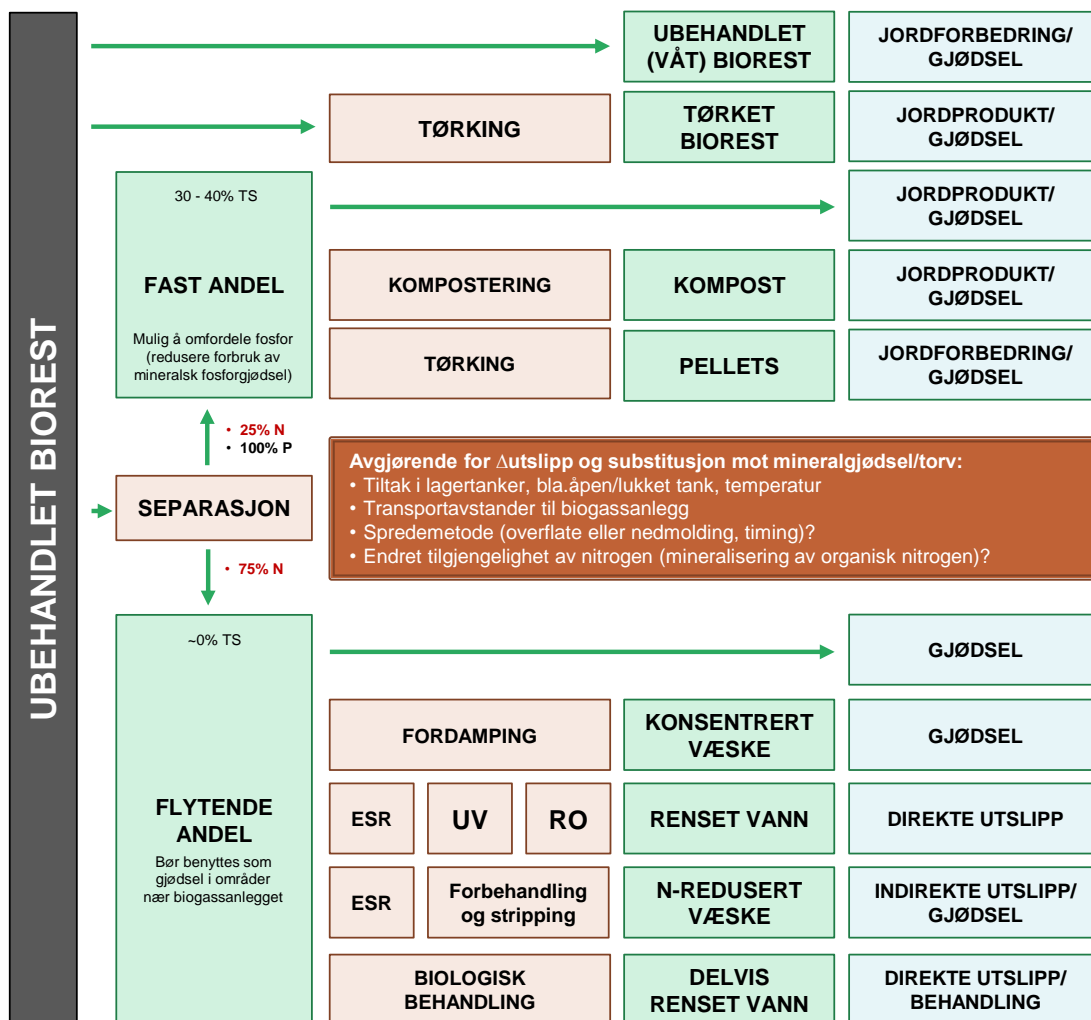 UBEHANDLET BIOREST
UBEHANDLET
(VÅT) BIOREST
JORDFORBEDRING/
GJØDSEL
TØRKING
TØRKET
BIOREST
JORDPRODUKT/
GJØDSEL
30 - 40% TS
FAST ANDEL
Mulig å omfordele fosfor
(redusere forbruk av
mineralsk fosforgjødsel)
JORDPRODUKT/
GJØDSEL
KOMPOSTERING
KOMPOST
JORDPRODUKT/
GJØDSEL
TØRKING
PELLETS
JORDFORBEDRING/
GJØDSEL
• 25% N
• 100% P
SEPARASJON
• 75% N
Avgjørende for ∆utslipp og substitusjon mot mineralgjødsel/torv:
• Tiltak i lagertanker, bla.åpen/lukket tank, temperatur
• Transportavstander til biogassanlegg
• Spredemetode (overflate eller nedmolding, timing)?
• Endret tilgjengelighet av nitrogen (mineralisering av organisk nitrogen)?
~0% TS
FLYTENDE
ANDEL
Bør benyttes som
gjødsel i områder
nær biogassanlegget
GJØDSEL
FORDAMPING
KONSENTRERT
VÆSKE
GJØDSEL
ESR
UV
RO
RENSET VANN
DIREKTE UTSLIPP
ESR
Forbehandling
og stripping
N-REDUSERT
VÆSKE
INDIREKTE UTSLIPP/
GJØDSEL
BIOLOGISK
BEHANDLING
DELVIS
RENSET VANN
DIREKTE UTSLIPP/
BEHANDLING